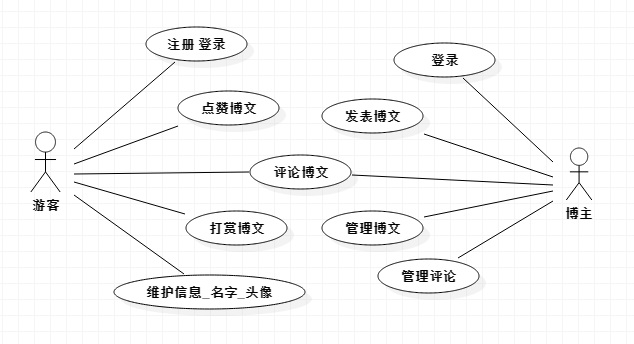 注册 登录
登录
点赞博文
发表博文
评论博文
游客
博主
打赏博文
管理博文
管理评论
维护信息_名字_头像